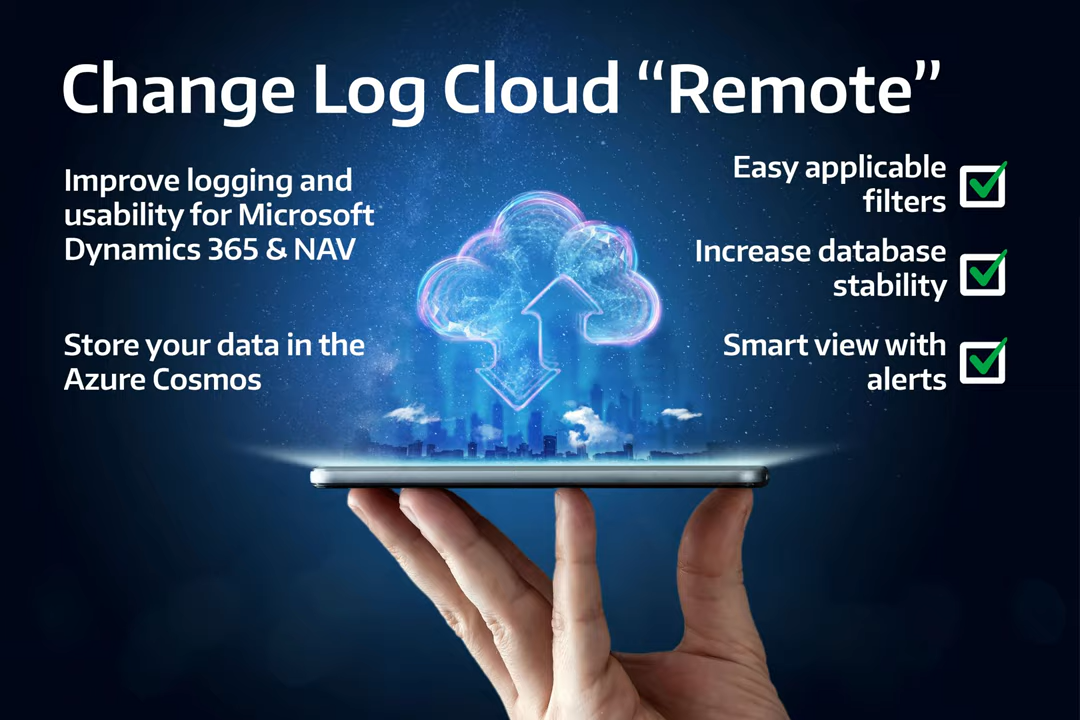 Change Log Cloud “Remote”
Improve logging and
usability for Microsoft
Dynamics 365 & NAV
Store your data in the
Azure Cosmos
Easy applicable
filters
Increase database
stability
Smart view with
alerts